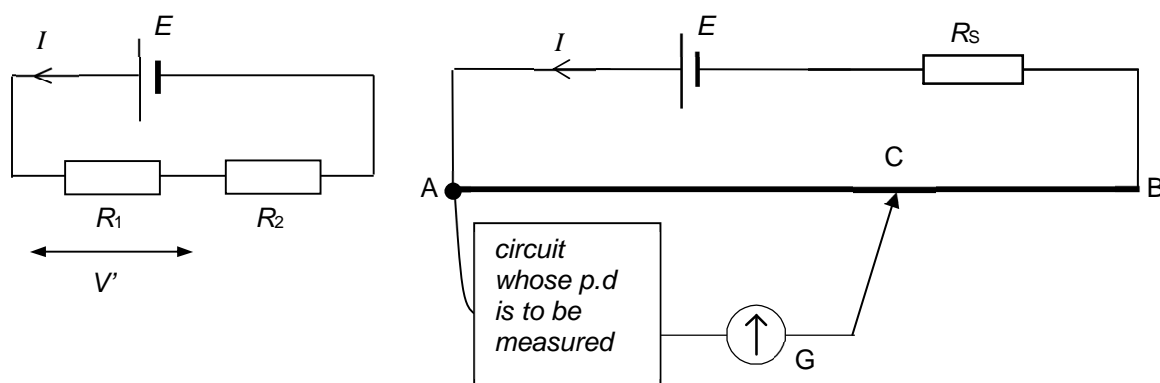 I
E
R1
R2
V'
I
E
RS
A
C
B
circuit
whose p.d
is to be
measured
G